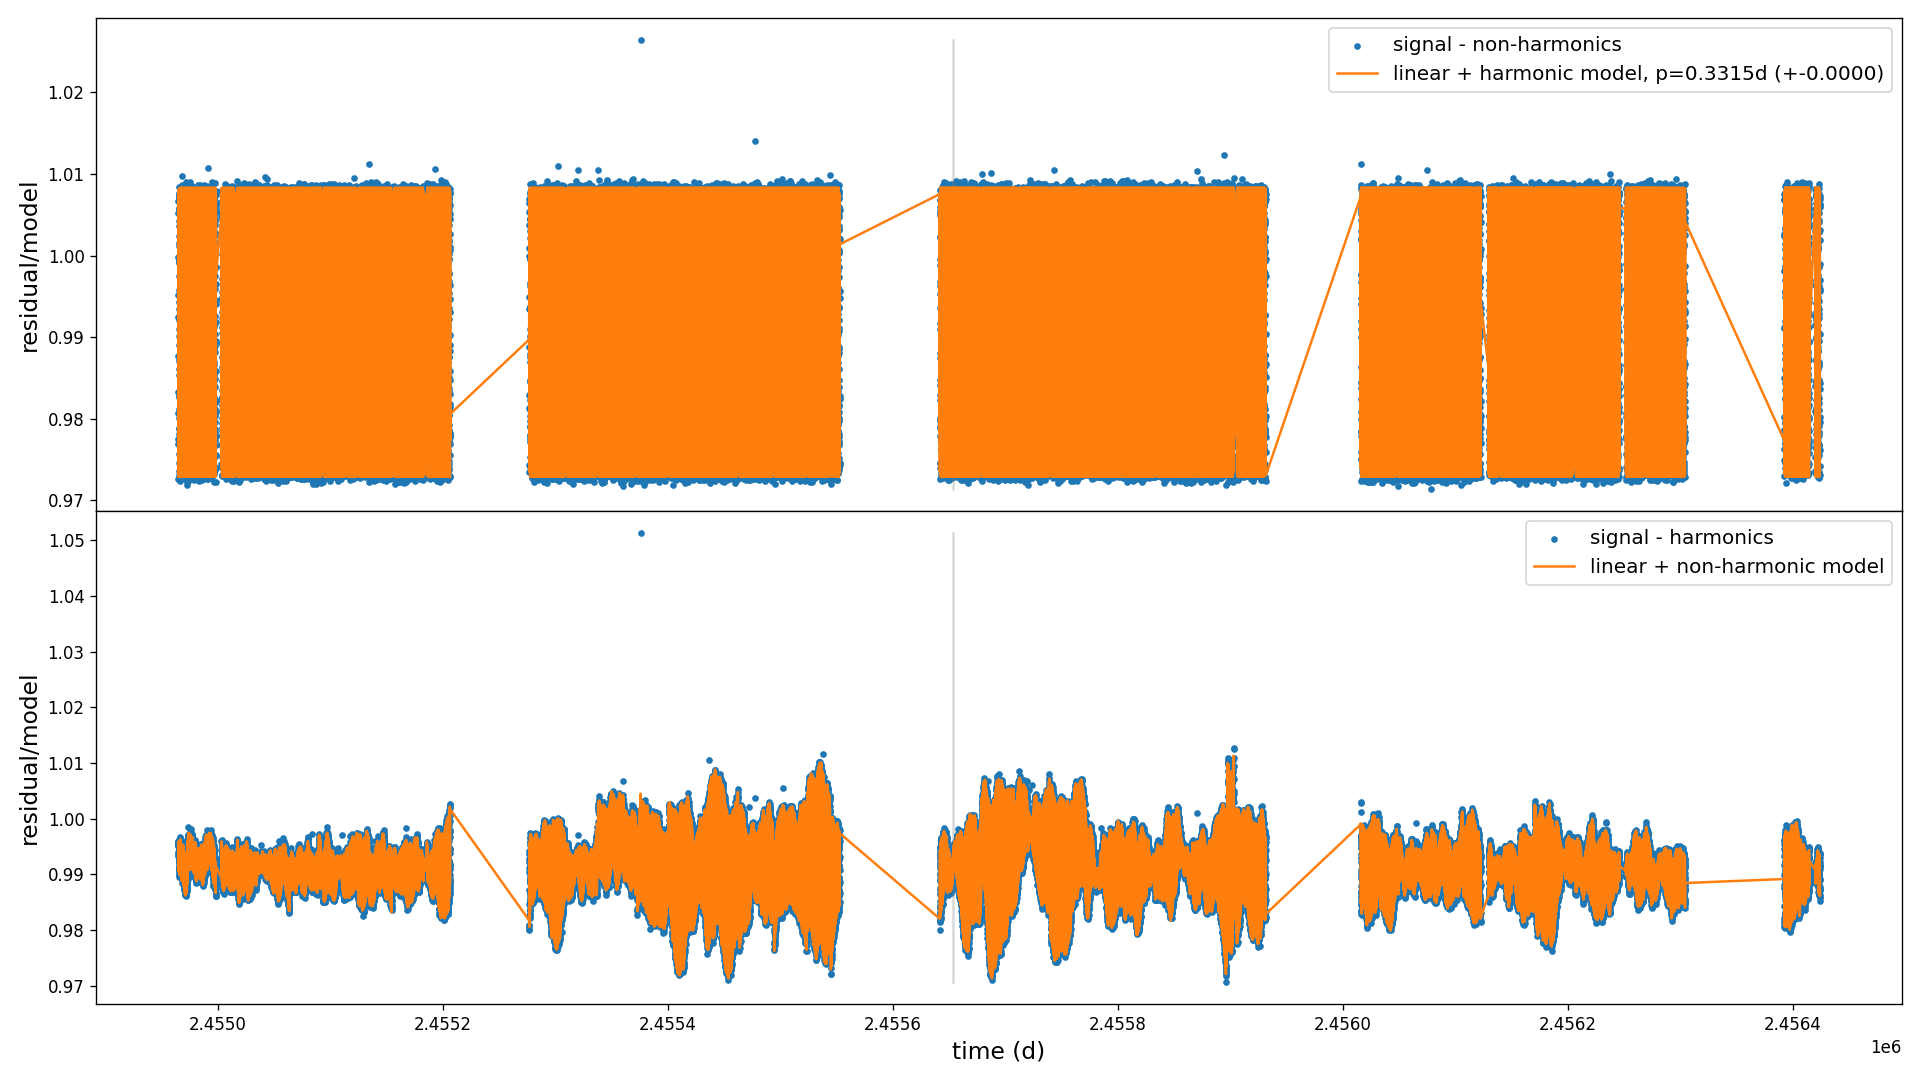 signal - non-harmonics
linear + harmonic model, p=0.3315d (+-0.0000)
1.02
1.01
1.00
0.99
0.98
0.97
residual/model
signal - harmonics
linear + non-harmonic model
1.05
1.04
1.03
1.02
1.01
1.00
0.99
0.98
0.97
residual/model
2.4550 2.4552 2.4554 2.4556 2.4558 2.4560 2.4562 2.4564
1e6
time (d)